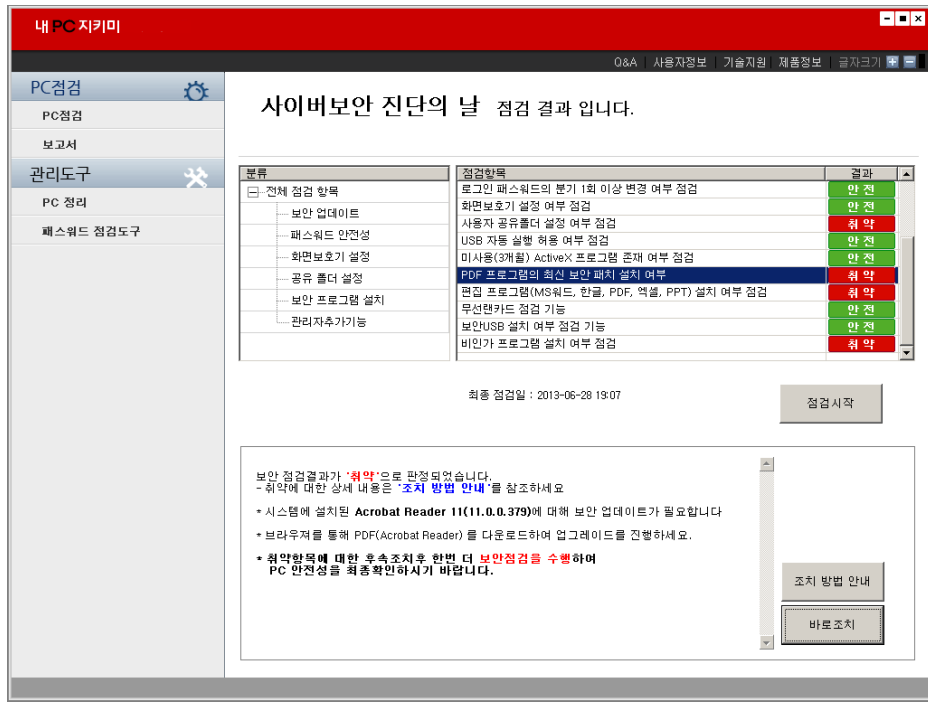 내 PC 지키미
Q&A 사용자정보 기술지원 제품정보 글자크기
PC점검
PC점검
보고서
관리도구
PC 정리
패스워드 점검도구
사이버보안 진단의 날 점검 결과 입니다.
분류
전체 점검 항목
보안 업데이트
패스워드 안전성
화면보호기 설정
공유 폴더 설정
보안 프로그램 설치
관리자추가기능
점검항목 결과
로그인 패스워드의 분기 1회 이상 변경 여부 점검 안 전
화면보호기 설정 여부 점검 안 전
사용자 공유폴더 설정 여부 점검 취 약
USB 자동 실행 허용 여부 점검 안 전
미사용(3개월) ActiveX 프로그램 존재 여부 점검 안 전
PDF 프로그램의 최신 보안 패치 설치 여부 취 약
편집 프로그램(MS워드, 한글, PDF, 엑셀, PPT) 설치 여부 점검 취 약
무선랜카드 점검 기능 안 전
보안USB 설치 여부 점검 기능 안 전
비인가 프로그램 설치 여부 점검 취 약
최종 점검일 : 2013-06-28 19:07
점검시작
보안 점검결과가 '취약'으로 판정되었습니다.
- 취약에 대한 상세 내용은 '조치 방법 안내'를 참조하세요
* 시스템에 설치된 Acrobat Reader 11(11.0.0.379)에 대해 보안 업데이트가 필요합니다
* 브라우져를 통해 PDF(Acrobat Reader) 를 다운로드하여 업그레이드를 진행하세요.
* 취약항목에 대한 후속조치후 한번 더 보안점검을 수행하여
PC 안전성을 최종확인하시기 바랍니다.
조치 방법 안내
바로조치